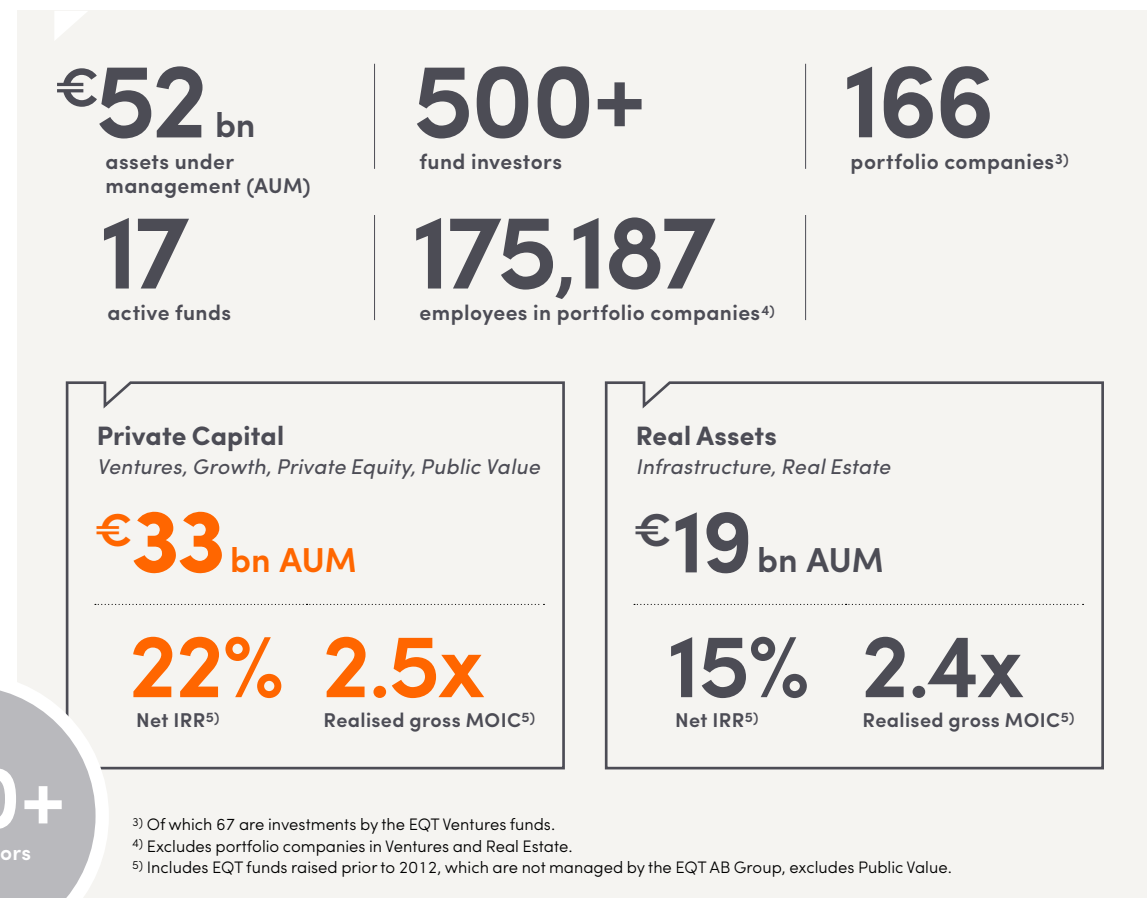 €52 bn
assets under
management (AUM)
500+
fund investors
166
portfolio companies3)
17
active funds
175,187
employees in portfolio companies4)
Private Capital
Ventures, Growth, Private Equity, Public Value
€33 bn AUM
22% 2.5x
Net IRR5) Realised gross MOIC5)
Real Assets
Infrastructure, Real Estate
€19 bn AUM
15% 2.4x
Net IRR5) Realised gross MOIC5)
3) Of which 67 are investments by the EQT Ventures funds.
4) Excludes portfolio companies in Ventures and Real Estate.
5) Includes EQT funds raised prior to 2012, which are not managed by the EQT AB Group, excludes Public Value.